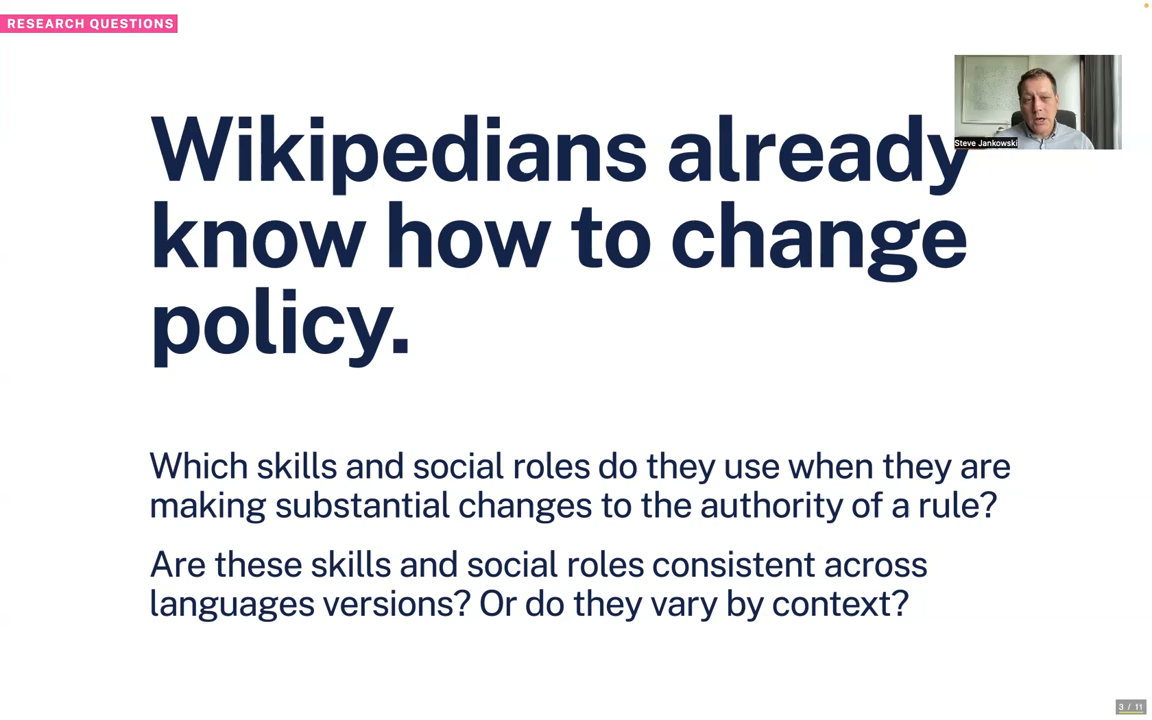 RESEARCH QUESTIONS
Steve Jankowski
Wikipedians already
know how to change
policy.
Which skills and social roles do they use when they are
making substantial changes to the authority of a rule?
Are these skills and social roles consistent across
languages versions? Or do they vary by context?
3 / 11